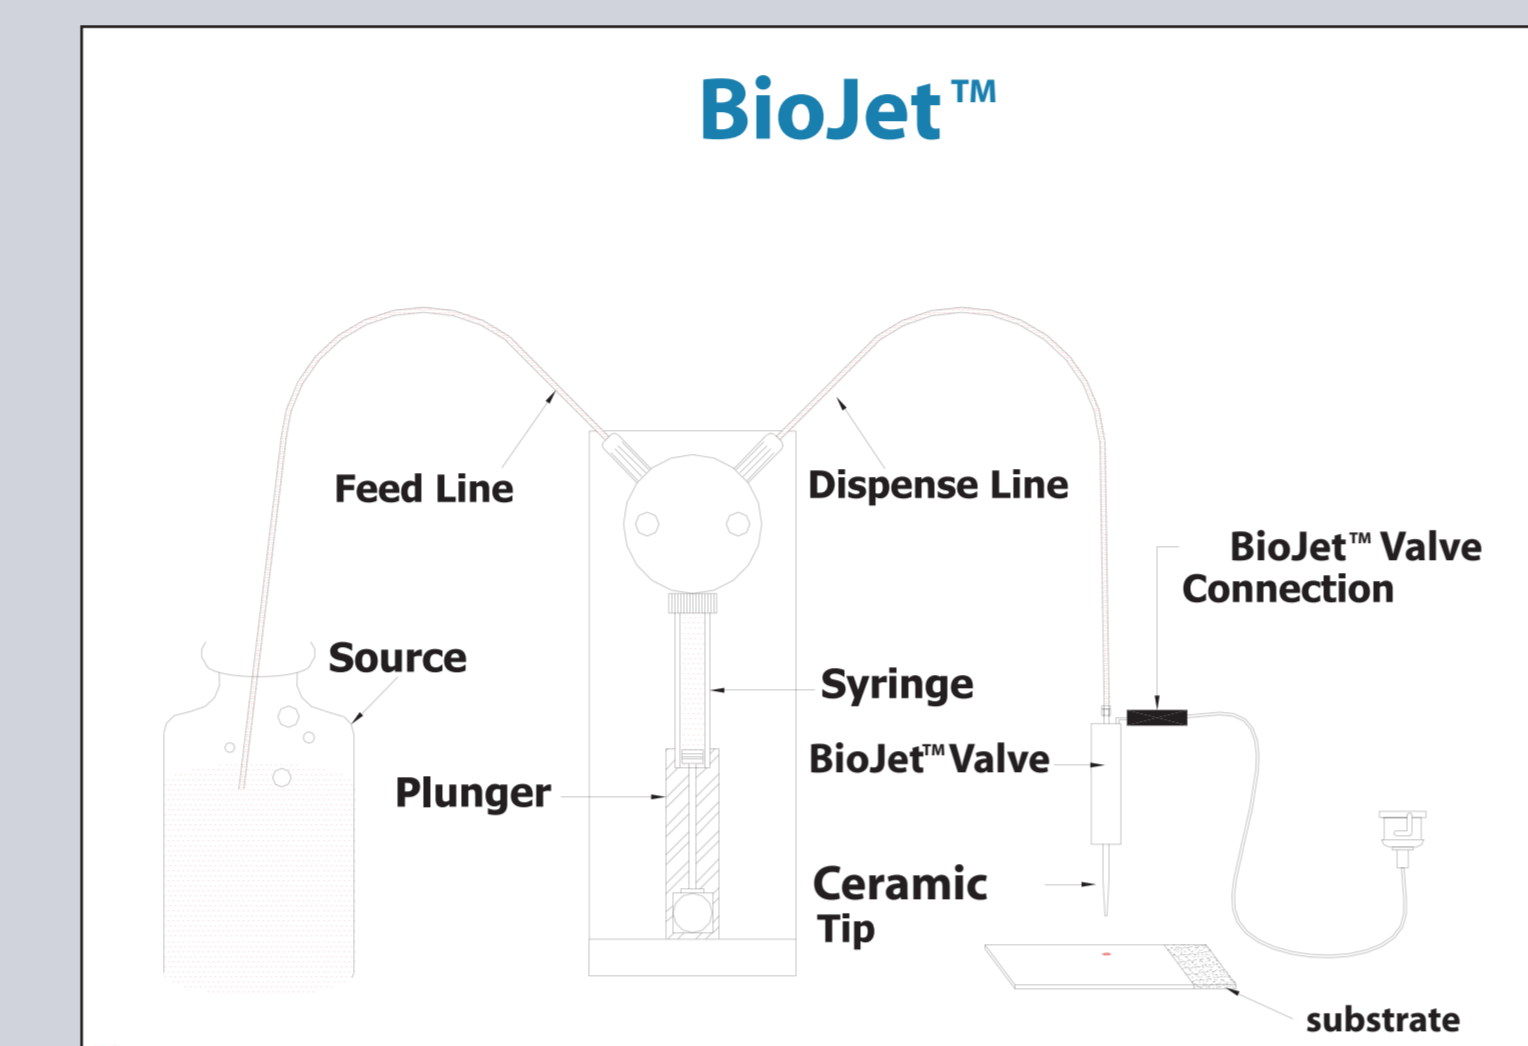 BioJet™
Feed Line
Dispense Line
BioJet™ Valve
Connection
Source
Syringe
BioJet™ Valve
Plunger
Ceramic
Tip
substrate